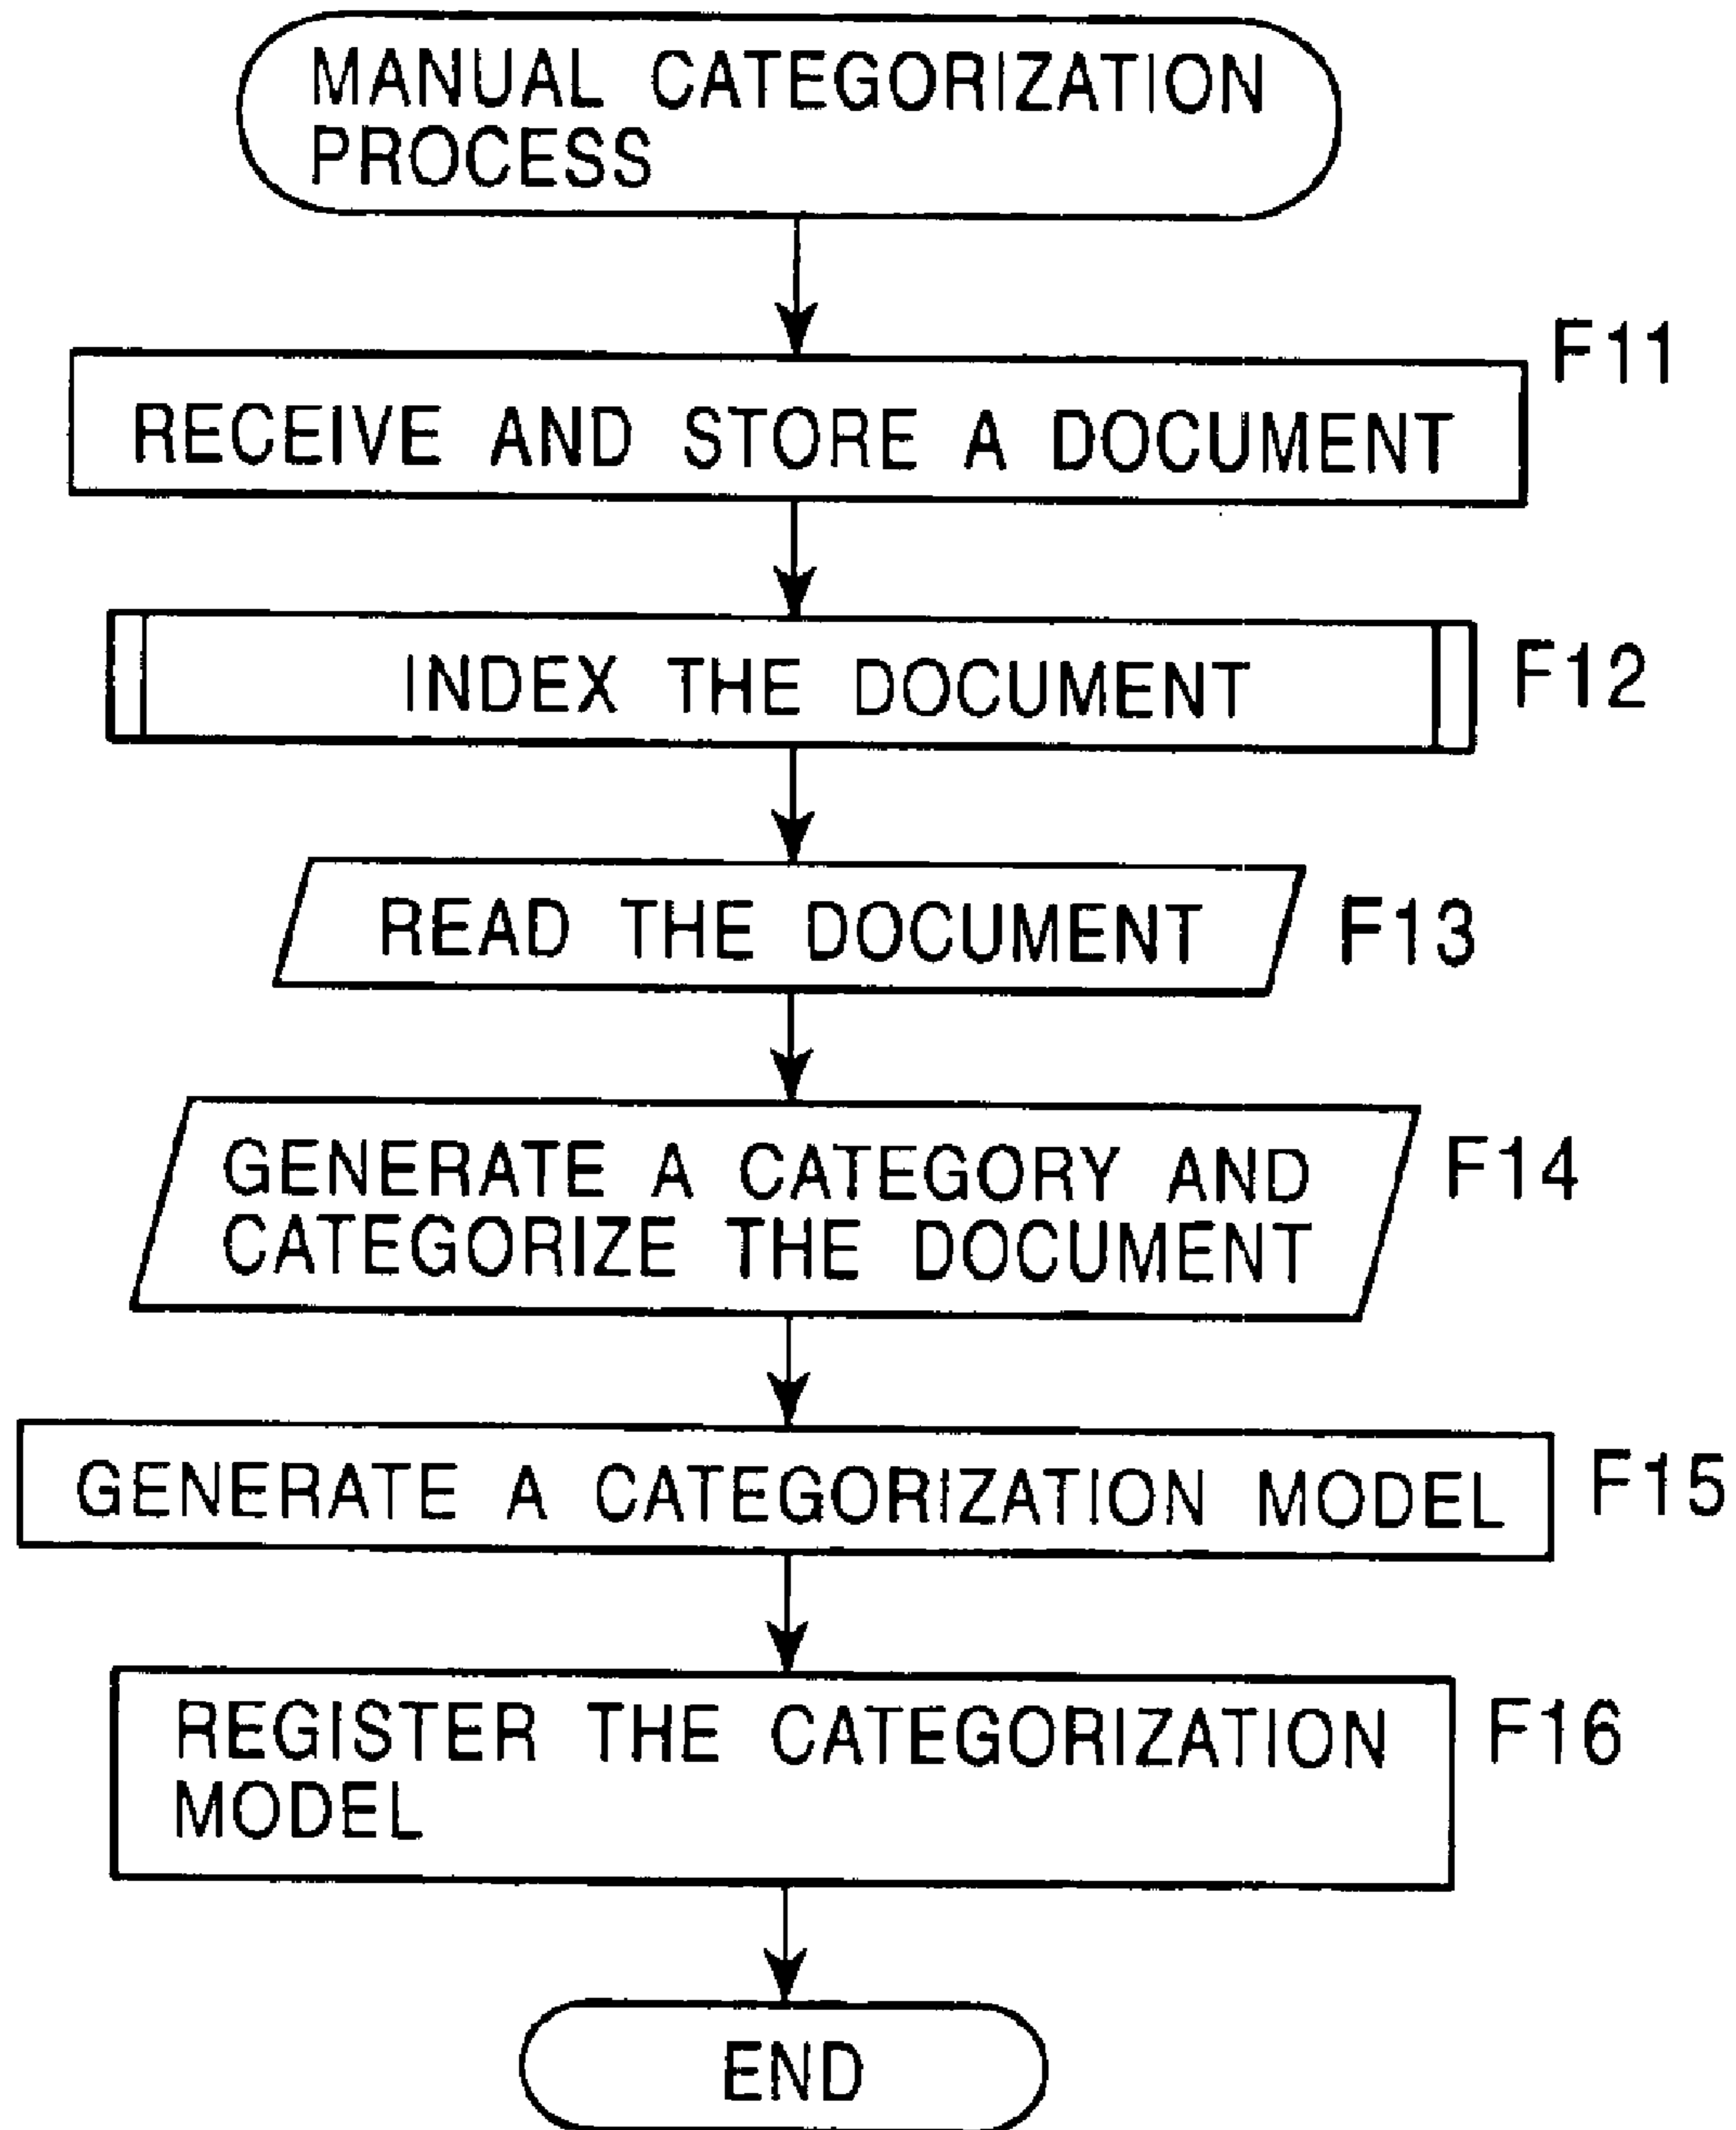 MANUAL CATEGORIZATION
PROCESS
F11
RECEIVE AND STORE A DOCUMENT
INDEX THE DOCUMENT F12
READ THE DOCUMENT F13
GENERATE A CATEGORY AND F14
CATEGORIZE THE DOCUMENT
GENERATE A CATEGORIZATION MODEL F15
REGISTER THE CATEGORIZATION F16
MODEL
END